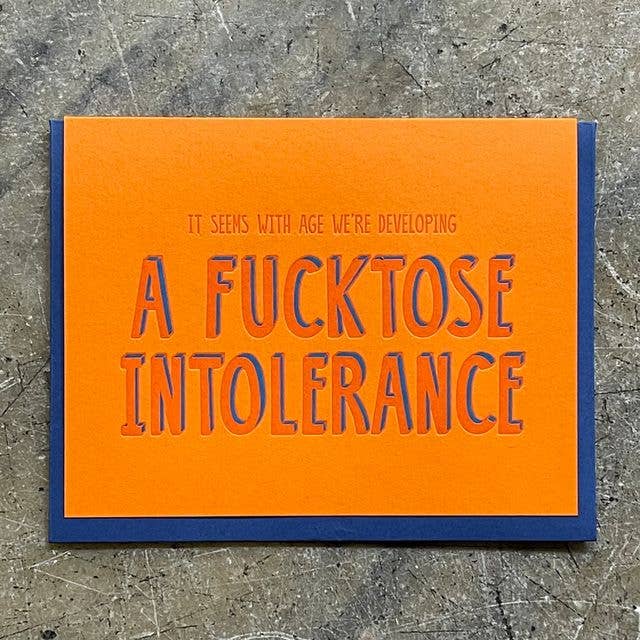 IT SEEMS WITH AGE WE'RE DEVELOPING
A FUCKTOSE
INTOLERANCE